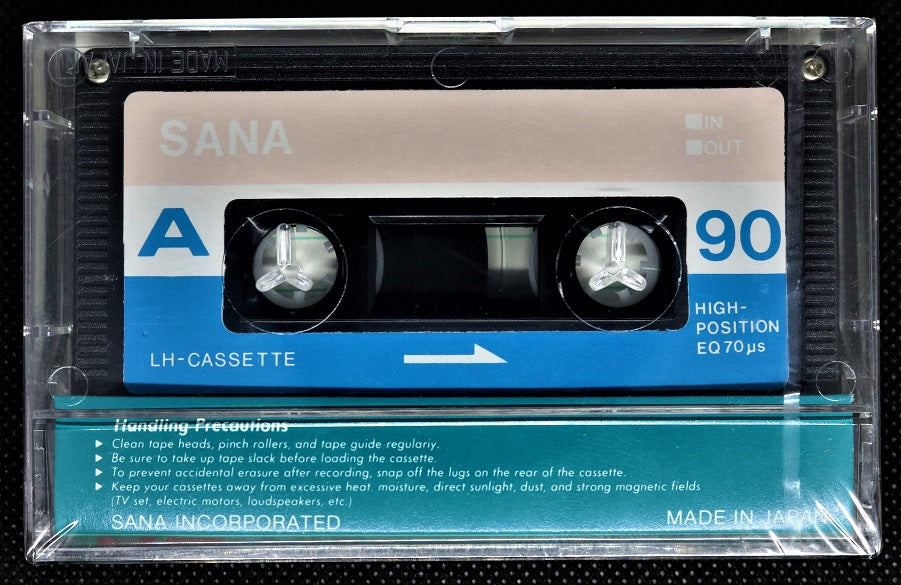 MADE IN JAPAN
SANA
IN
OUT
A
90
HIGH-
POSITION
EQ 70 µs
LH-CASSETTE
Handling Precautions
▶ Clean tape heads, pinch rollers, and tape guide regulariy.
▶ Be sure to take up tape slack before loading the cassette.
▶ To prevent accidental erasure after recording, snap off the lugs on the rear of the cassette.
▶ Keep your cassettes away from excessive heat. moisture, direct sunlight, dust, and strong magnetic fields
(TV set, electric motors, loudspeakers, etc.)
SANA INCORPORATED
MADE IN JAPAN